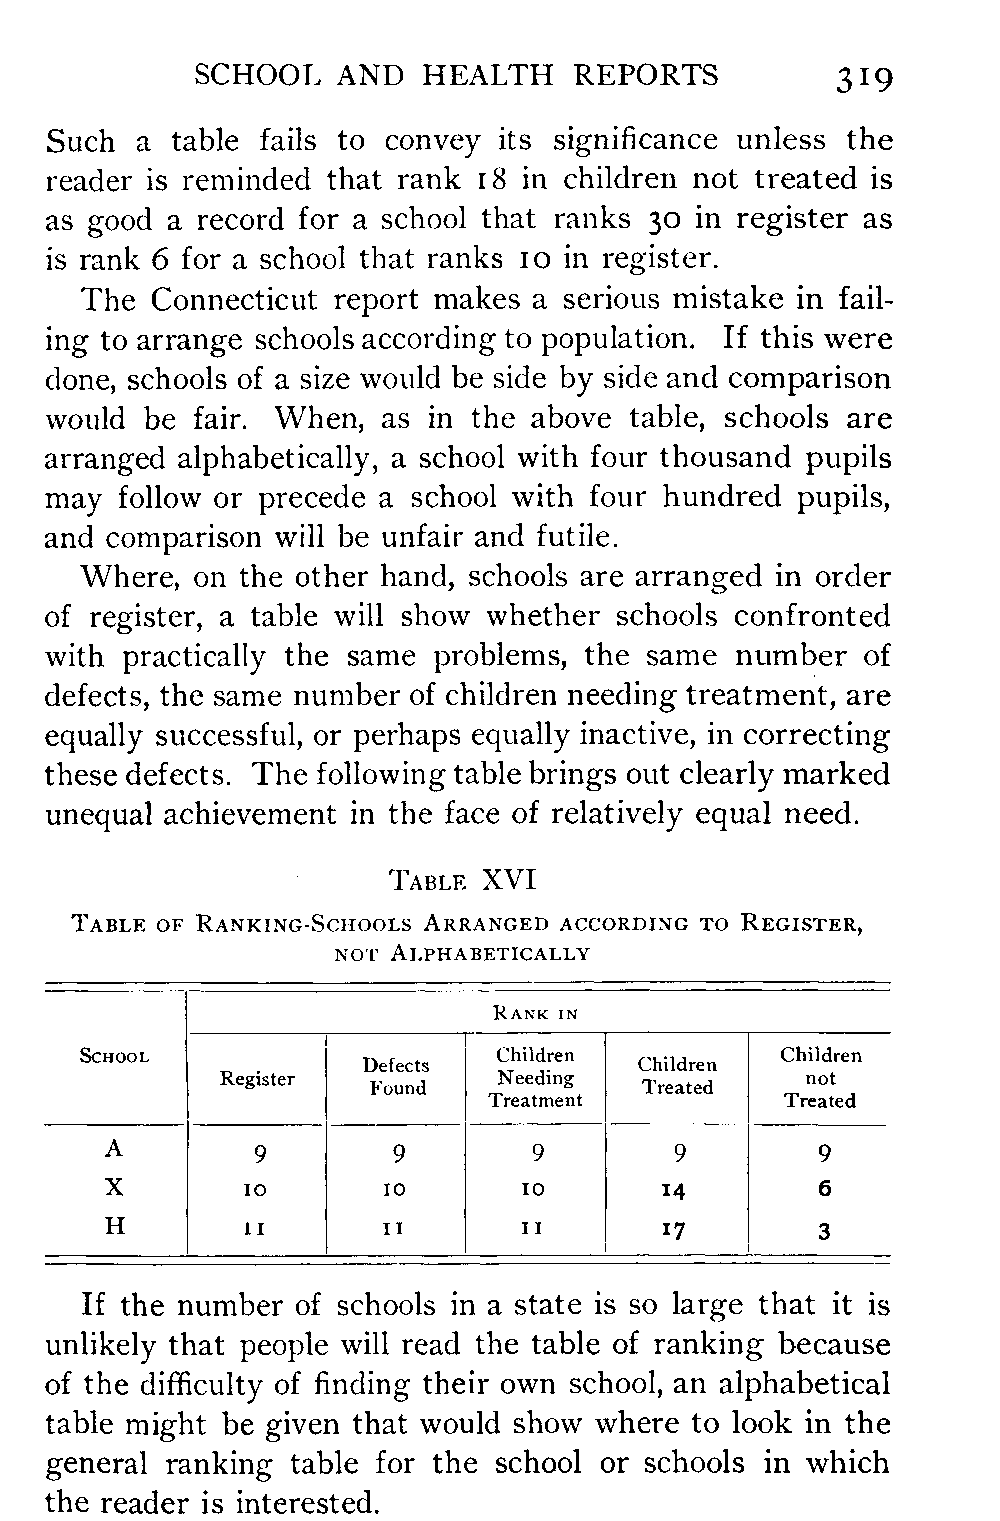 SCHOOL AND HEALTH REPORTS 319
Such a table fails to convey its significance unless the
reader is reminded that rank 18 in children not treated is
as good a record for a school that ranks 30 in register as
is rank 6 for a school that ranks 10 in register.
The Connecticut report makes a serious mistake in fail-
ing to arrange schools according to population. If this were
done, schools of a size would be side by side and comparison
would be fair. When, as in the above table, schools are
arranged alphabetically, a school with four thousand pupils
may follow or precede a school with four hundred pupils,
and comparison will be unfair and futile.
Where, on the other hand, schools are arranged in order
of register, a table will show whether schools confronted
with practically the same problems, the same number of
defects, the same number of children needing treatment, are
equally successful, or perhaps equally inactive, in correcting
these defects. The following table brings out clearly marked
unequal achievement in the face of relatively equal need.
TABLE XVI
TABLE OF RANKING-SCHOOLS ARRANGED ACCORDING TO REGISTER,
NOT ALPHABETICALLY
RANK IN
SCHOOL
Register
Defects
Found
Children
Needing
Treatment
Children
Treated
Children
not
Treated
A 9 9 9 9 9
X 10 10 10 14 6
H 11 11 11 17 3
If the number of schools in a state is so large that it is
unlikely that people will read the table of ranking because
of the difficulty of finding their own school, an alphabetical
table might be given that would show where to look in the
general ranking table for the school or schools in which
the reader is interested.